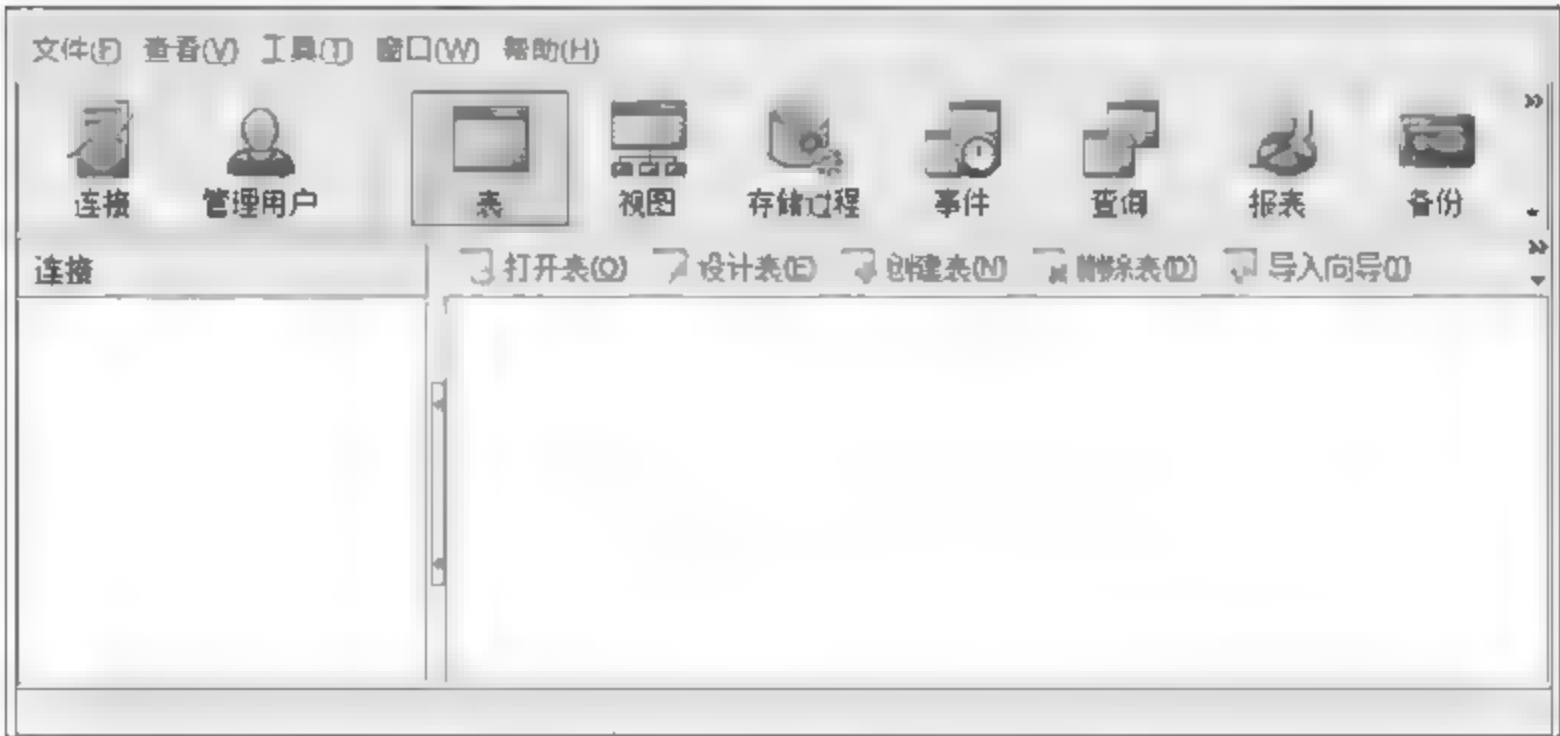 文件(F) 查看(V) 工具(T) 窗口(W) 帮助(H)
连接 管理用户 表 视图 存储过程 事件 查询 报表 备份
连接 打开表(O) 设计表(E) 创建表(N) 删除表(D) 导入向导(I)